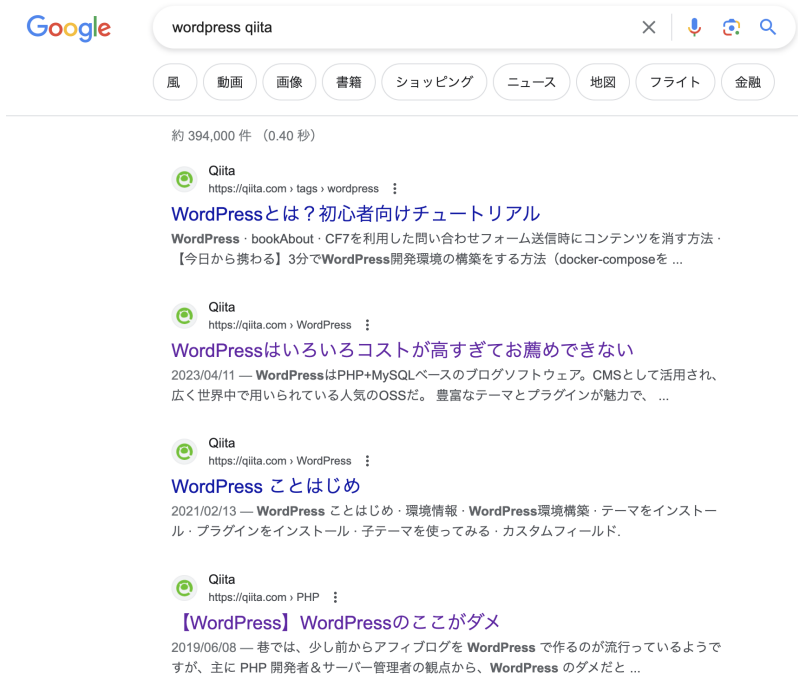 Google
wordpress qiita
風 動画 画像 書籍 ショッピング ニュース 地図 フライト 金融
約 394,000 件 （0.40 秒）
Qiita
https://qiita.com › tags › wordpress
WordPressとは？初心者向けチュートリアル
WordPress · bookAbout · CF7を利用した問い合わせフォーム送信時にコンテンツを消す方法 ·
【今日から携わる】3分でWordPress開発環境の構築をする方法（docker-composeを ...
Qiita
https://qiita.com › WordPress
WordPressはいろいろコストが高すぎてお薦めできない
2023/04/11 — WordPressはPHP+MySQLベースのブログソフトウェア。CMSとして活用され、
広く世界中で用いられている人気のOSSだ。 豊富なテーマとプラグインが魅力で、 ...
Qiita
https://qiita.com › WordPress
WordPress ことはじめ
2021/02/13 — WordPress ことはじめ · 環境情報 · WordPress環境構築 · テーマをインストー
ル · プラグインをインストール · 子テーマを使ってみる · カスタムフィールド.
Qiita
https://qiita.com › PHP
【WordPress】WordPressのここがダメ
2019/06/08 — 巷では、少し前からアフィブログを WordPress で作るのが流行っているようで
すが、主に PHP 開発者＆サーバー管理者の観点から、WordPress のダメだと ...